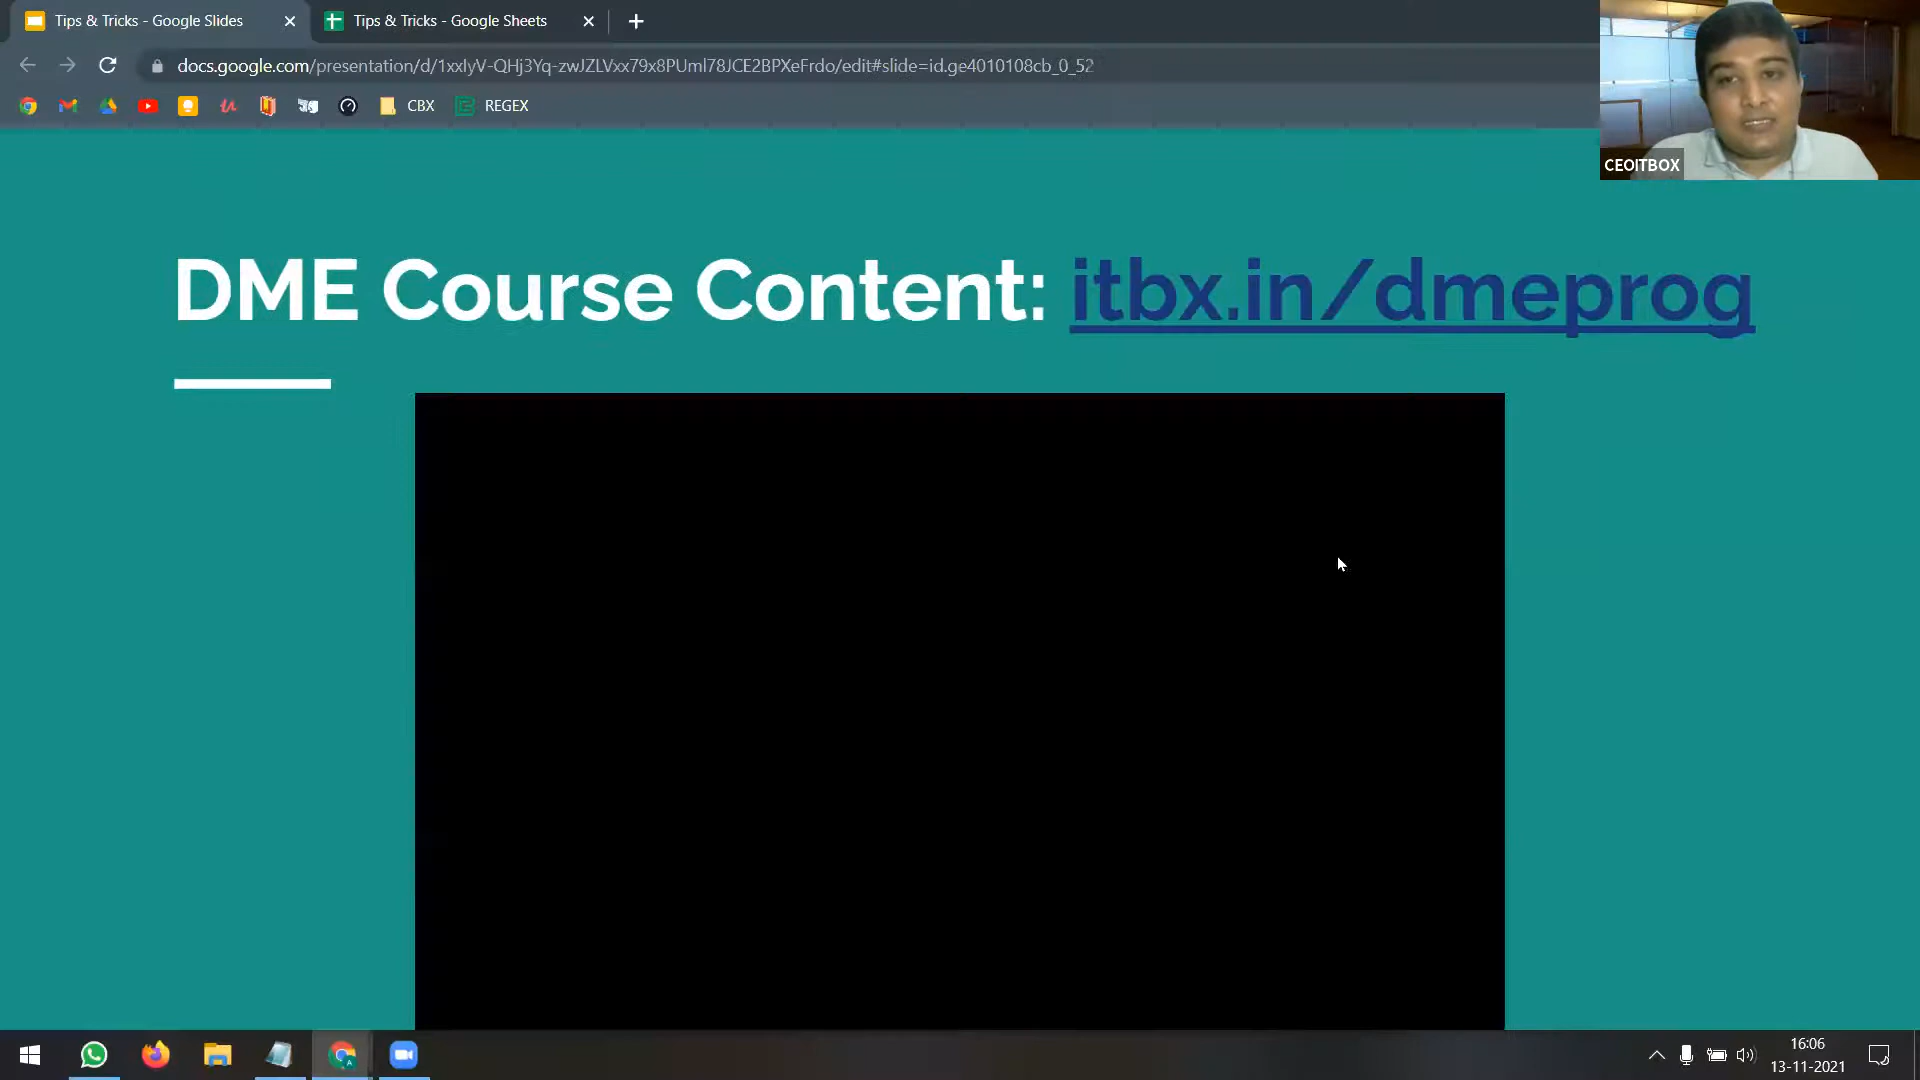 Tips & Tricks - Google Slides
Tips & Tricks - Google Sheets
docs.google.com/presentation/d/1xxIyV-QHj3Yq-zwJZLVxx79x8PUml78JCE2BPXeFrdo/edit#slide=id.ge4010108cb_0_52
CBX
REGEX
CEOITBOX
DME Course Content: itbx.in/dmeprog
16:06
13-11-2021